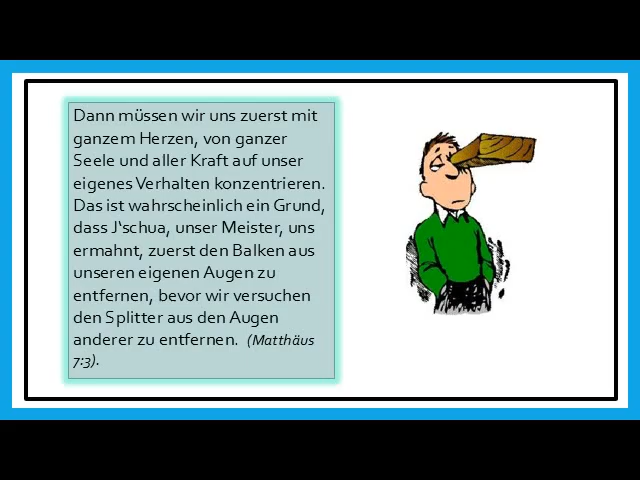 Dann müssen wir uns zuerst mit
ganzem Herzen, von ganzer
Seele und aller Kraft auf unser
eigenes Verhalten konzentrieren.
Das ist wahrscheinlich ein Grund,
dass J‘schua, unser Meister, uns
ermahnt, zuerst den Balken aus
unseren eigenen Augen zu
entfernen, bevor wir versuchen
den Splitter aus den Augen
anderer zu entfernen. (Matthäus
7:3).